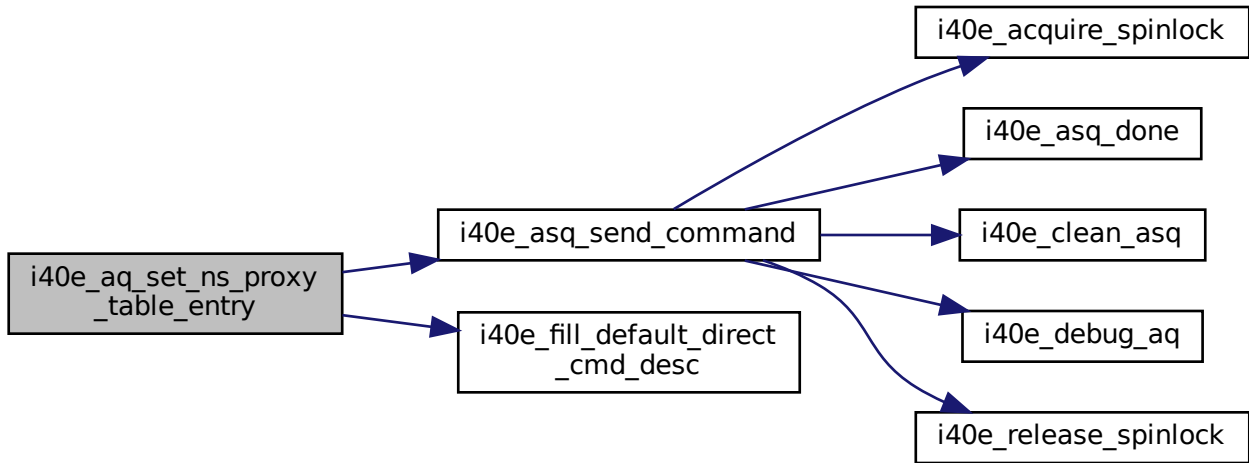 i40e_aq_set_ns_proxy
_table_entry
i40e_asq_send_command
i40e_fill_default_direct
_cmd_desc
i40e_acquire_spinlock
i40e_asq_done
i40e_clean_asq
i40e_debug_aq
i40e_release_spinlock